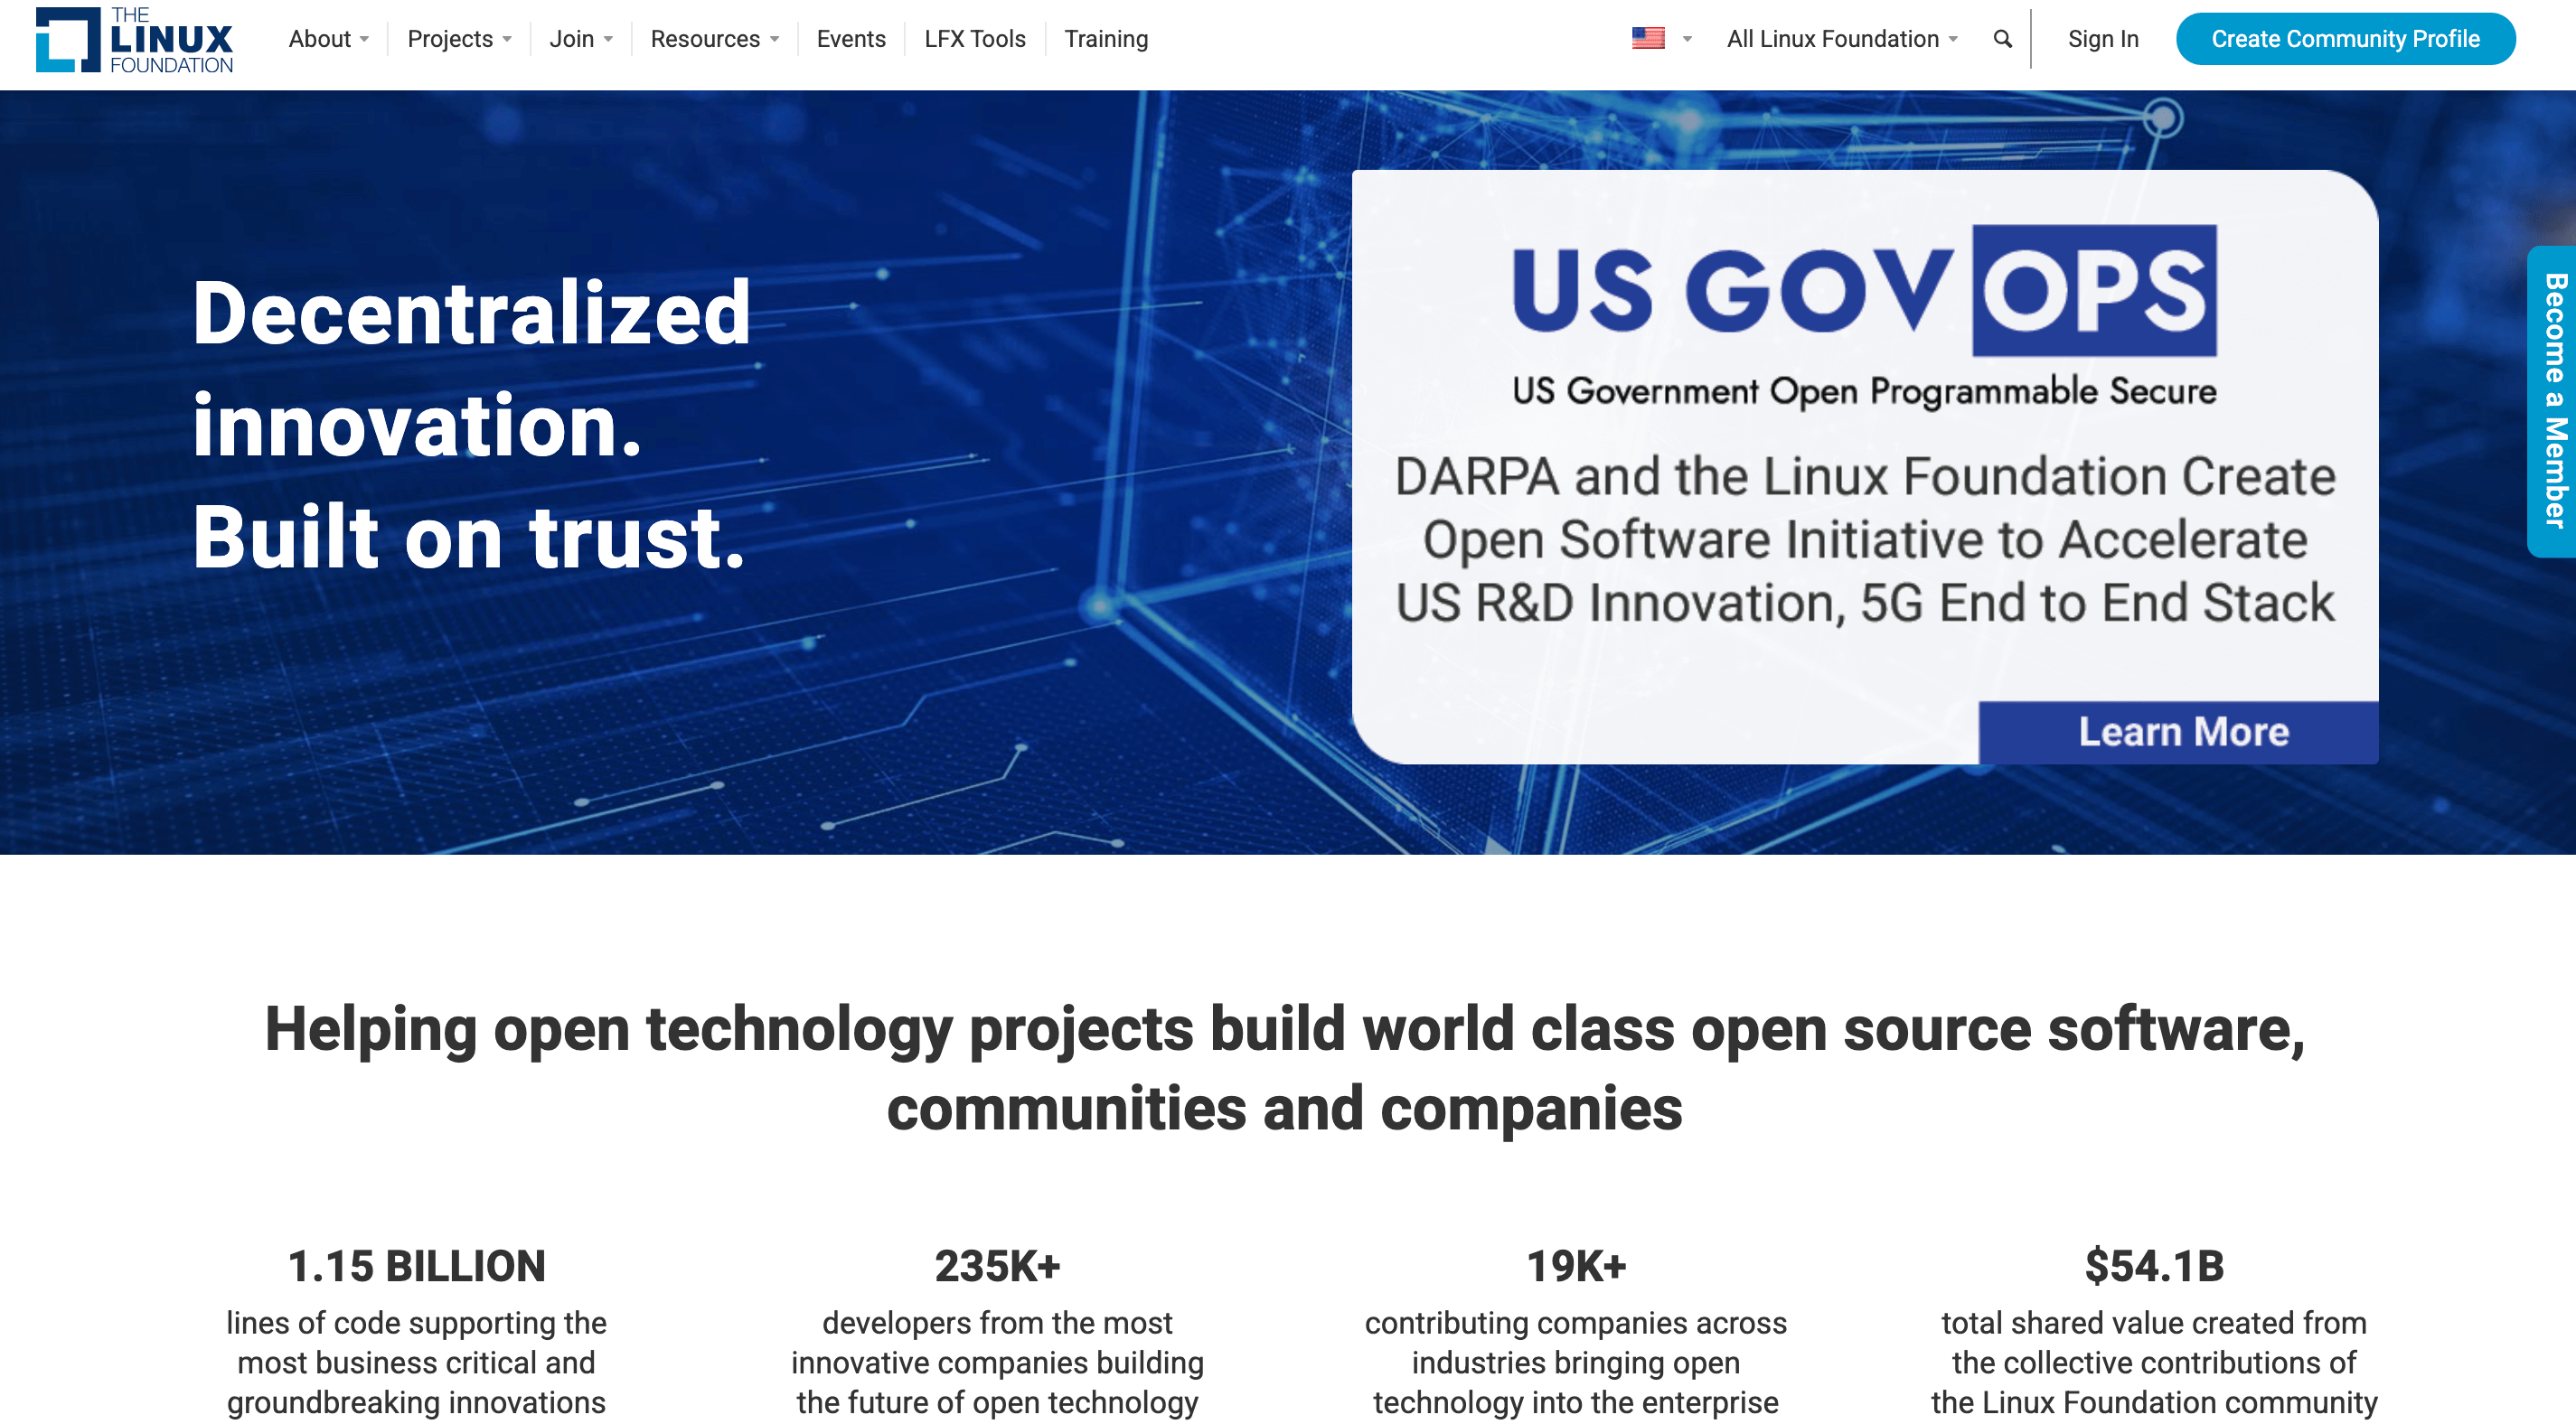 THE
LINUX
FOUNDATION
About
Projects
Join
Resources
Events
LFX Tools
Training
All Linux Foundation
Sign In
Create Community Profile
Decentralized
innovation.
Built on trust.
US GOV OPS
US Government Open Programmable Secure
DARPA and the Linux Foundation Create
Open Software Initiative to Accelerate
US R&D Innovation, 5G End to End Stack
Learn More
Become a Member
Helping open technology projects build world class open source software,
communities and companies
1.15 BILLION
lines of code supporting the
most business critical and
groundbreaking innovations
235K+
developers from the most
innovative companies building
the future of open technology
19K+
contributing companies across
industries bringing open
technology into the enterprise
$54.1B
total shared value created from
the collective contributions of
the Linux Foundation community